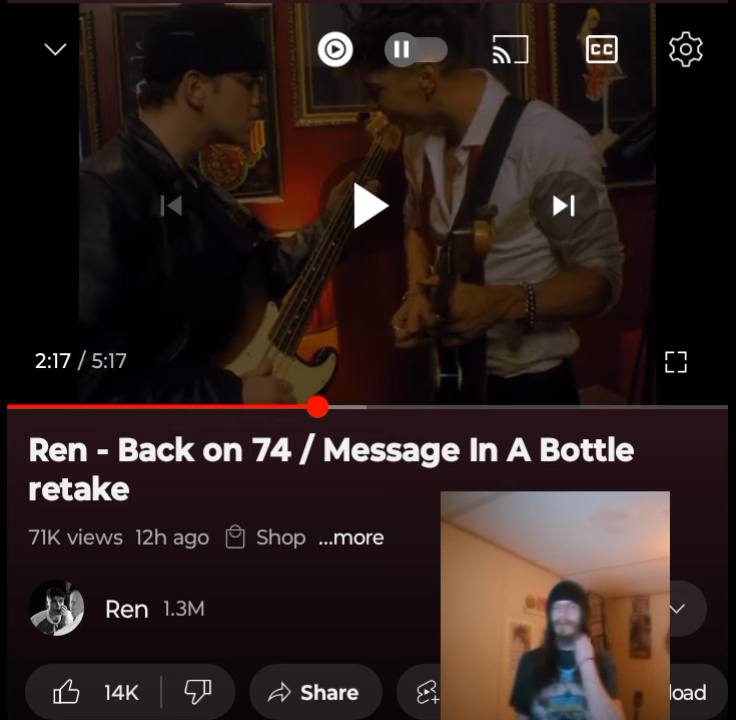 CC
2:17 / 5:17
Ren - Back on 74 / Message In A Bottle
retake
71K views 12h ago Shop ...more
Ren 1.3M
14K Share load